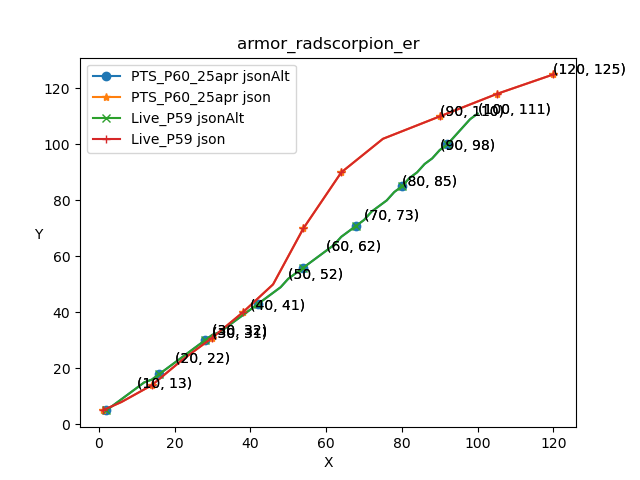 armor_radscorpion_er
PTS_P60_25apr jsonAlt
PTS_P60_25apr json
Live_P59 jsonAlt
Live_P59 json
(120, 125)
(90, 110)
(100, 111)
(90, 98)
(80, 85)
(70, 73)
(60, 62)
(50, 52)
(40, 41)
(30, 32)
(30, 31)
(20, 22)
(10, 13)
Y
120
100
80
60
40
20
0
0 20 40 60 80 100 120
X